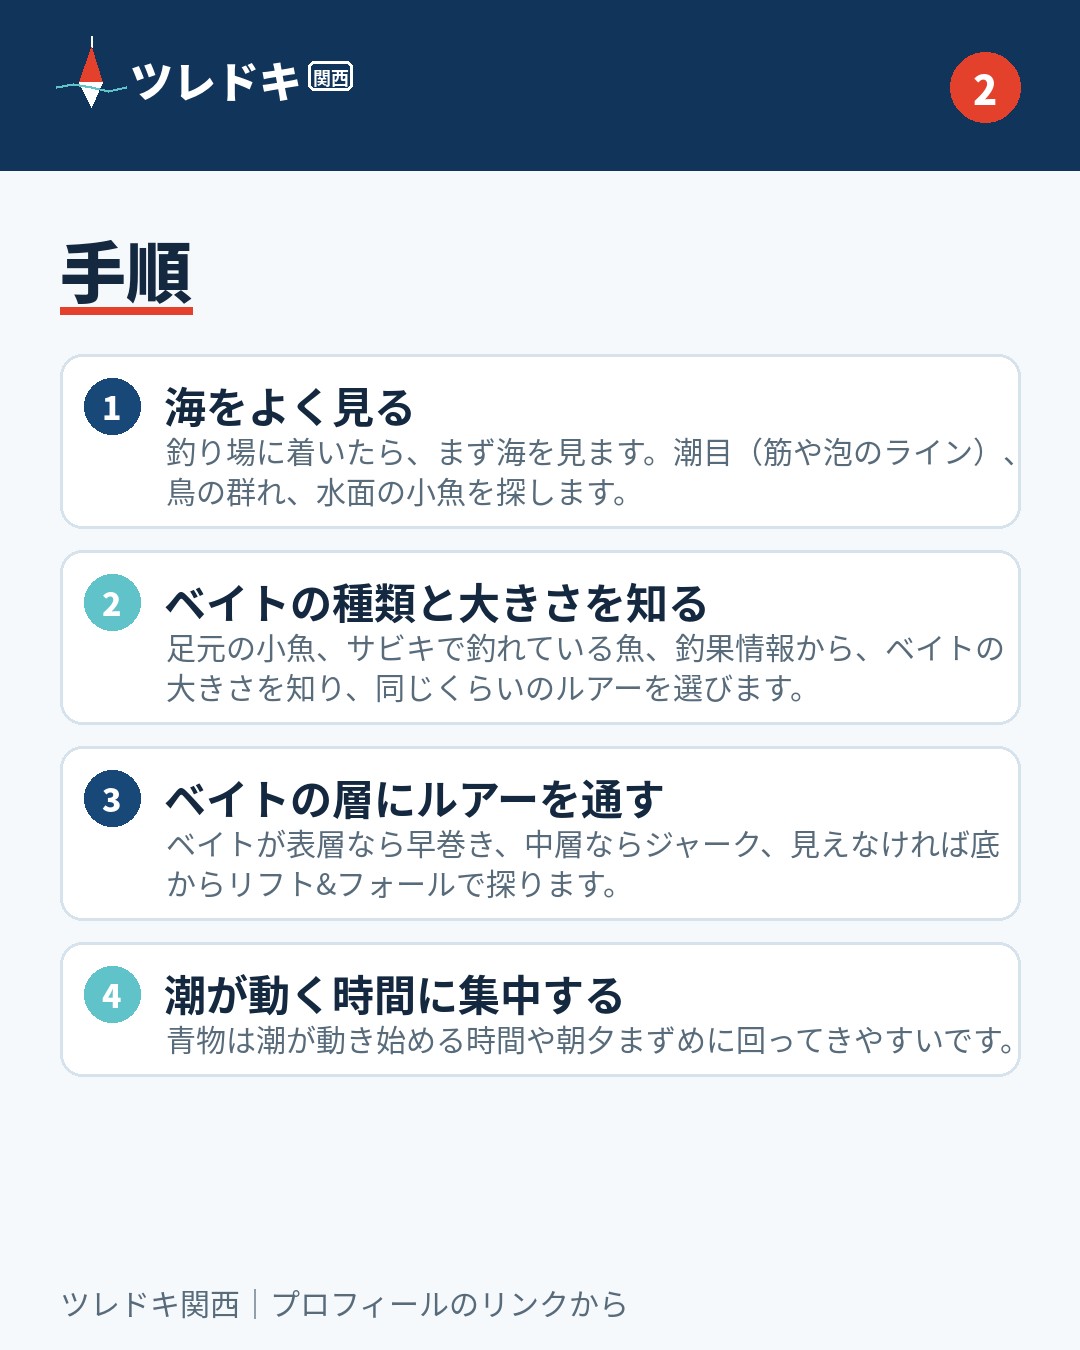 ツレドキ 関西
2
手順
1 海をよく見る
釣り場に着いたら、まず海を見ます。潮目（筋や泡のライン）、
鳥の群れ、水面の小魚を探します。
2 ベイトの種類と大きさを知る
足元の小魚、サビキで釣れている魚、釣果情報から、ベイトの
大きさを知り、同じくらいのルアーを選びます。
3 ベイトの層にルアーを通す
ベイトが表層なら早巻き、中層ならジャーク、見えなければ底
からリフト&フォールで探ります。
4 潮が動く時間に集中する
青物は潮が動き始める時間や朝夕まずめに回ってきやすいです。
ツレドキ関西｜プロフィールのリンクから